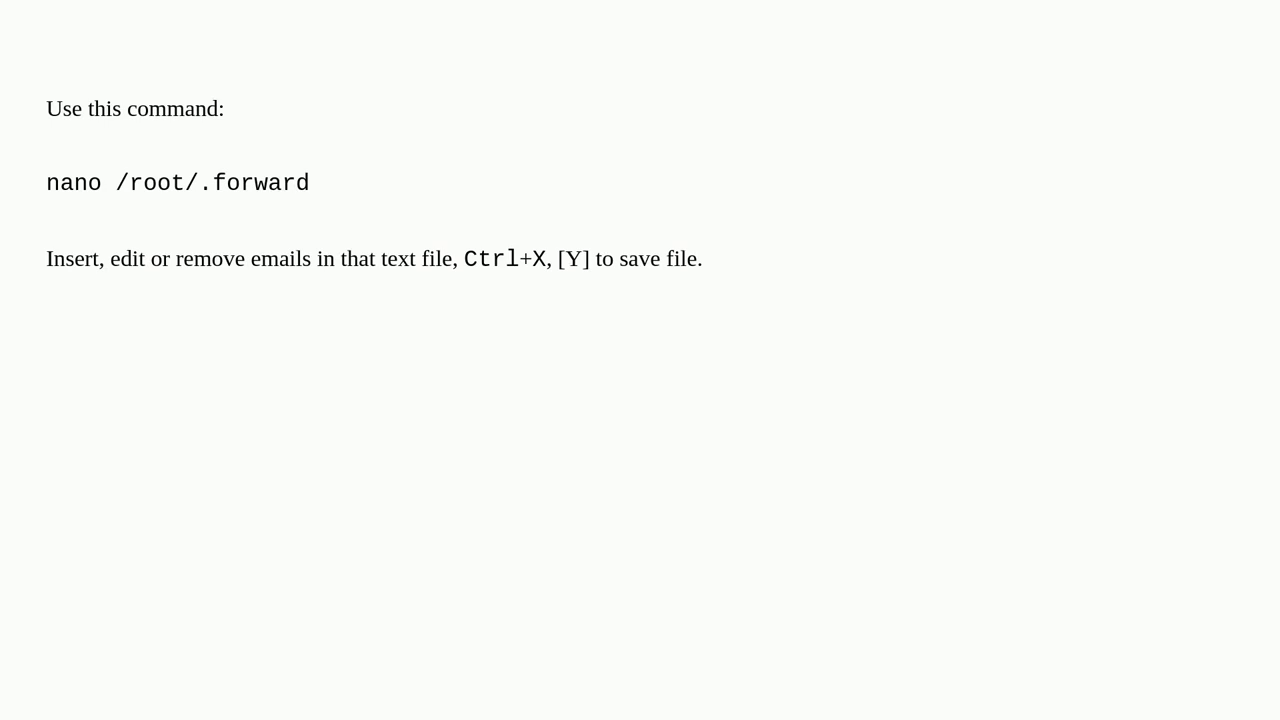 Use this command:
nano /root/.forward
Insert, edit or remove emails in that text file, Ctrl+X, [Y] to save file.